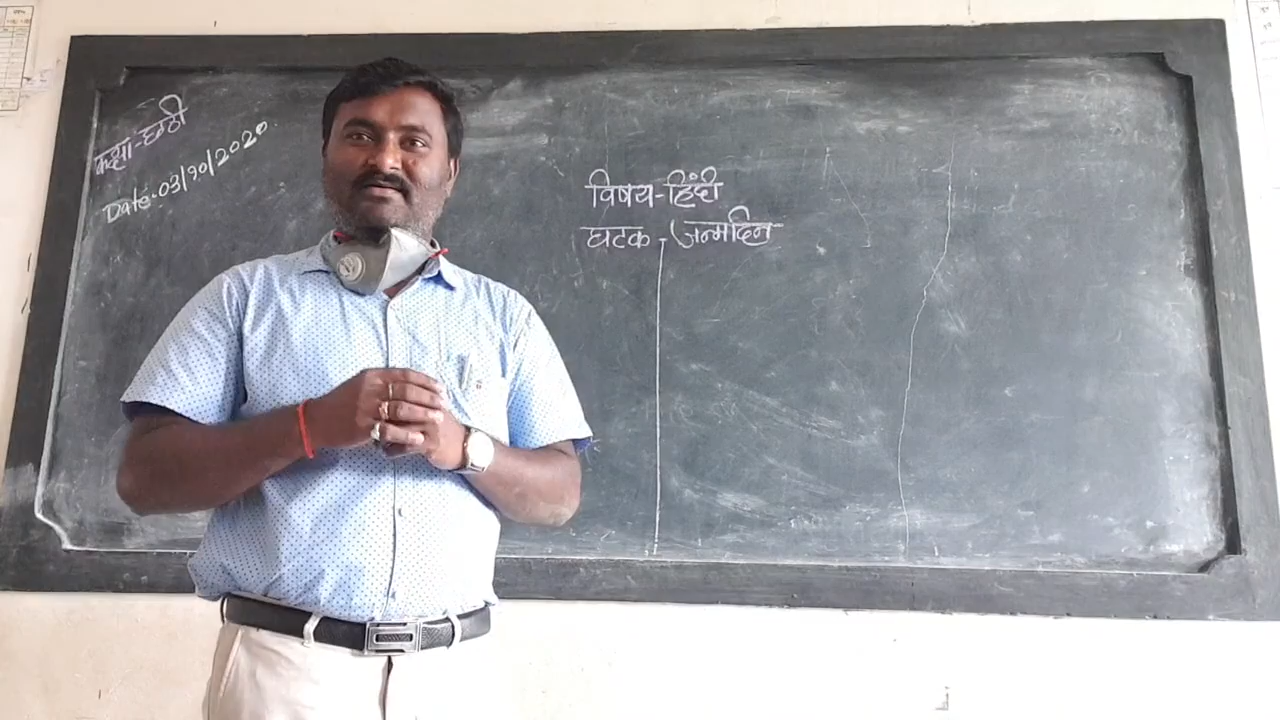 कक्षा-छठी
Date:-03/10/2020.
विषय-हिंदी
घटक - जन्मदिन